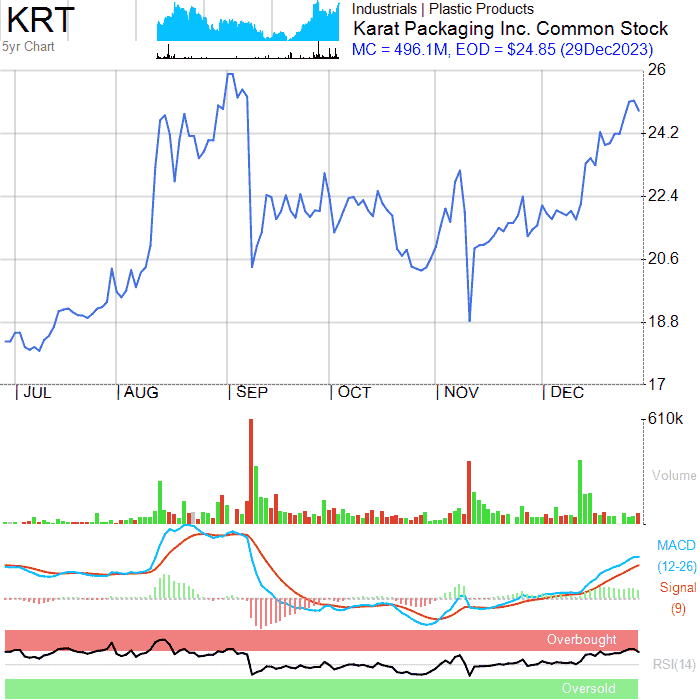 KRT
5yr Chart
Industrials | Plastic Products
Karat Packaging Inc. Common Stock
MC = 496.1M, EOD = $24.85 (29Dec2023)
26
24.2
22.4
20.6
18.8
17
JUL AUG SEP OCT NOV DEC
610k
Volume
MACD
(12-26)
Signal
(9)
Overbought
RSI(14)
Oversold